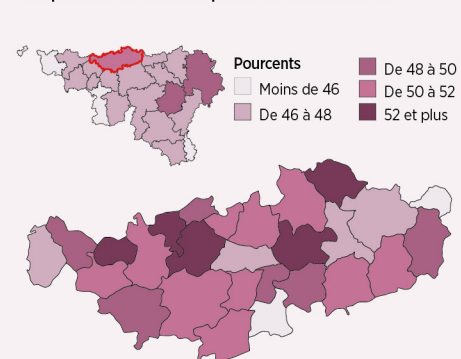 Pourcents
Moins de 46
De 46 à 48
De 48 à 50
De 50 à 52
52 et plus